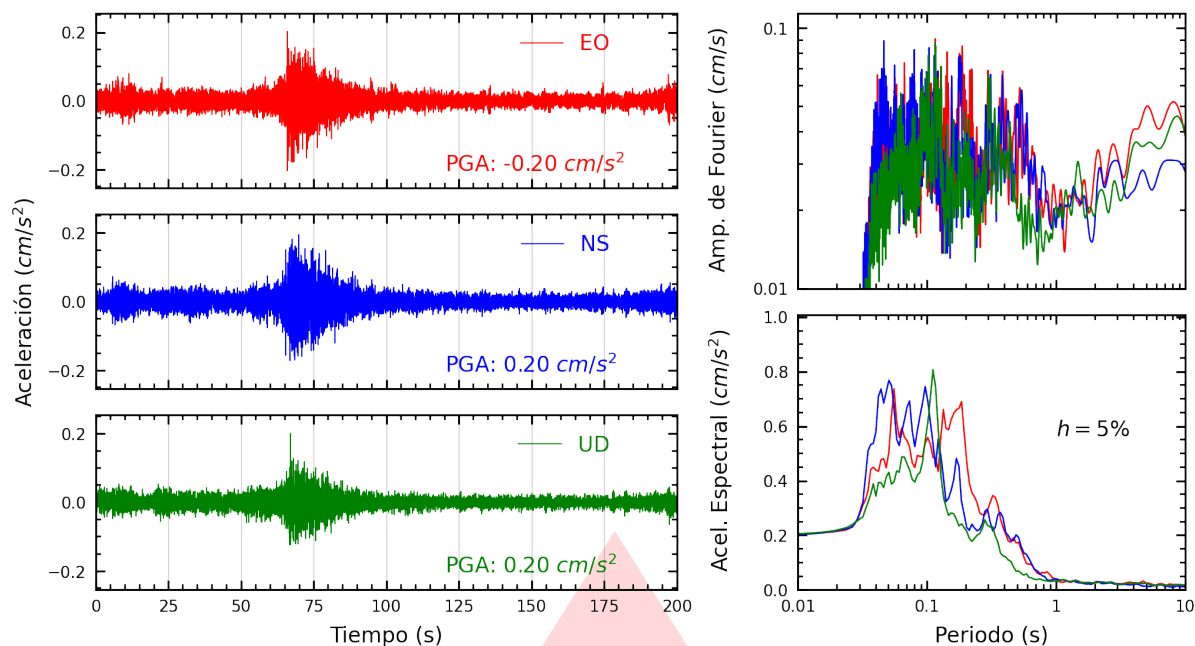 Aceleración (cm/s²)
0.2
0.0
−0.2
EO
PGA: -0.20 cm/s²
0.2
0.0
−0.2
NS
PGA: 0.20 cm/s²
0.2
0.0
−0.2
UD
PGA: 0.20 cm/s²
0 25 50 75 100 125 150 175 200
Tiempo (s)
Amp. de Fourier (cm/s)
0.1
0.01
Acel. Espectral (cm/s²)
1.0
0.8
0.6
0.4
0.2
0.0
h = 5%
0.01 0.1 1 10
Periodo (s)